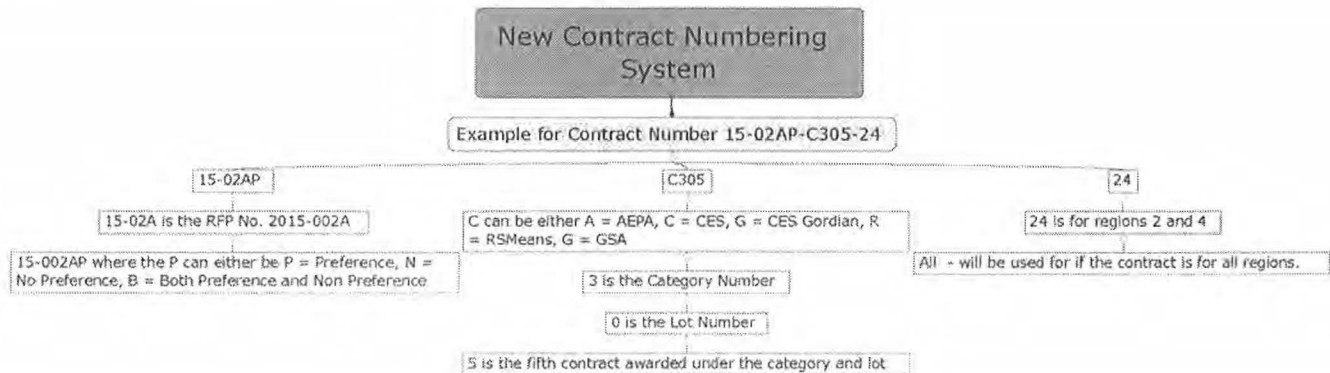 New Contract Numbering
System
Example for Contract Number 15-02AP-C305-24
15-02AP
15-02A is the RFP No. 2015-002A
15-002AP where the P can either be P = Preference, N =
No Preference, B = Both Preference and Non Preference
C305
C can be either A = AEPA, C = CES, G = CES Gordian, R
= RSMeans, G = GSA
3 is the Category Number
0 is the Lot Number
5 is the fifth contract awarded under the category and lot
24
24 is for regions 2 and 4
All - will be used for if the contract is for all regions.